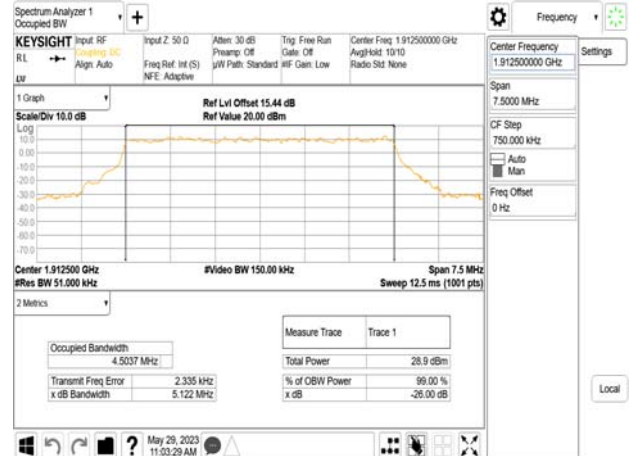 Spectrum Analyzer 1
Occupied BW
+
Frequency
KEYSIGHT
RL
LV
Input: RF
Coupling: DC
Align: Auto
Input Z: 50 Ω
Freq Ref: Int (S)
NFE: Adaptive
Atten: 30 dB
Preamp: Off
µW Path: Standard
Trig: Free Run
Gate: Off
#IF Gain: Low
Center Freq: 1.912500000 GHz
Avg|Hold: 10/10
Radio Std: None
Center Frequency
1.912500000 GHz
Settings
Span
7.5000 MHz
CF Step
750.000 kHz
Auto
Man
Freq Offset
0 Hz
Local
1 Graph
Scale/Div 10.0 dB
Ref Lvl Offset 15.44 dB
Ref Value 20.00 dBm
Log
10.0
0.00
-10.0
-20.0
-30.0
-40.0
-50.0
-60.0
-70.0
Center 1.912500 GHz
#Video BW 150.00 kHz
Span 7.5 MHz
#Res BW 51.000 kHz
Sweep 12.5 ms (1001 pts)
2 Metrics
Measure Trace Trace 1
Occupied Bandwidth
4.5037 MHz
Total Power 28.9 dBm
Transmit Freq Error 2.335 kHz
% of OBW Power 99.00 %
x dB Bandwidth 5.122 MHz
x dB -26.00 dB
?
May 29, 2023
11:03:29 AM